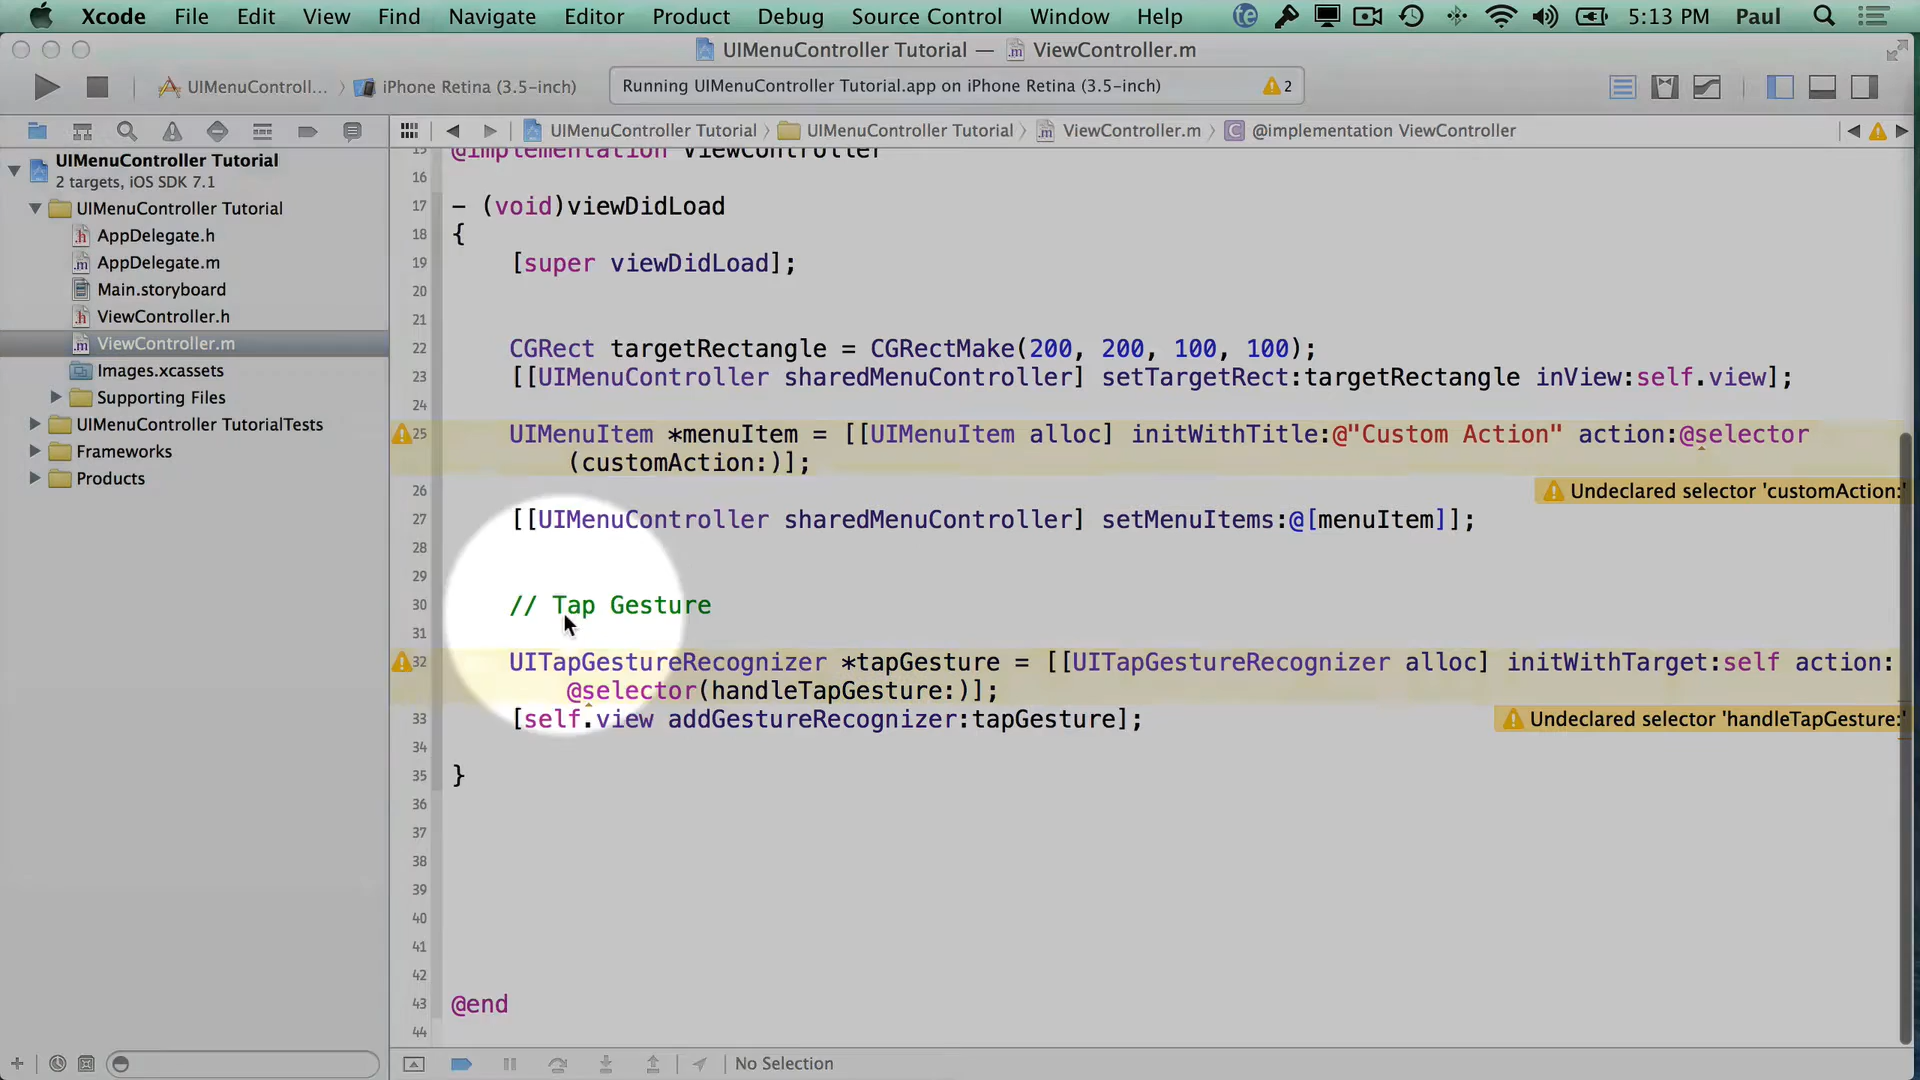 Xcode File Edit View Find Navigate Editor Product Debug Source Control Window Help te 5:13 PM Paul
UIMenuController Tutorial — ViewController.m
UIMenuControll... iPhone Retina (3.5-inch) Running UIMenuController Tutorial.app on iPhone Retina (3.5-inch) 2
UIMenuController Tutorial UIMenuController Tutorial ViewController.m @implementation ViewController
UIMenuController Tutorial
2 targets, iOS SDK 7.1
UIMenuController Tutorial
AppDelegate.h
AppDelegate.m
Main.storyboard
ViewController.h
ViewController.m
Images.xcassets
Supporting Files
UIMenuController TutorialTests
Frameworks
Products
15 @implementation ViewController
16
17 - (void)viewDidLoad
18 {
19 [super viewDidLoad];
20
21
22 CGRect targetRectangle = CGRectMake(200, 200, 100, 100);
23 [[UIMenuController sharedMenuController] setTargetRect:targetRectangle inView:self.view];
24
25 UIMenuItem *menuItem = [[UIMenuItem alloc] initWithTitle:@"Custom Action" action:@selector
(customAction:)];
26 Undeclared selector 'customAction:'
27 [[UIMenuController sharedMenuController] setMenuItems:@[menuItem]];
28
29
30 // Tap Gesture
31
32 UITapGestureRecognizer *tapGesture = [[UITapGestureRecognizer alloc] initWithTarget:self action:
@selector(handleTapGesture:)];
33 [self.view addGestureRecognizer:tapGesture]; Undeclared selector 'handleTapGesture:'
34
35 }
36
37
38
39
40
41
42
43 @end
44
No Selection